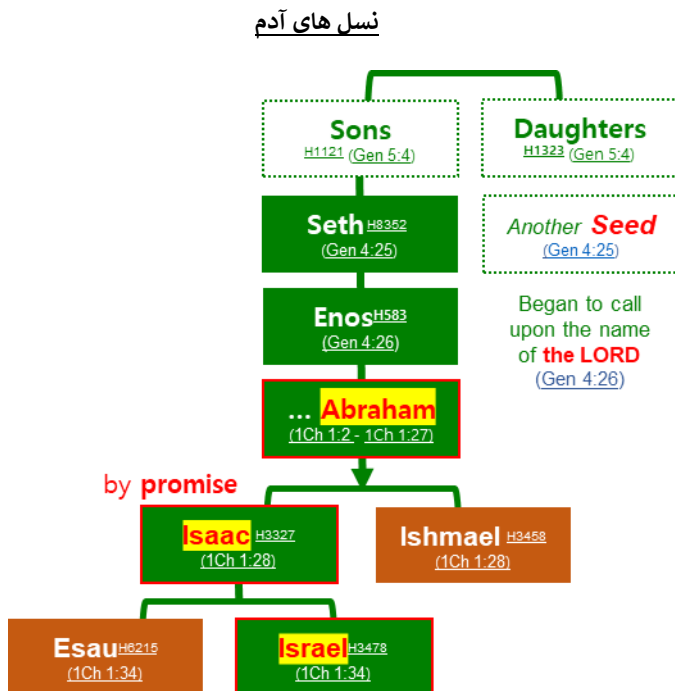 نسل های آدم
Sons
H1121 (Gen 5:4)
Daughters
H1323 (Gen 5:4)
Seth H8352
(Gen 4:25)
Another Seed
(Gen 4:25)
Enos H583
(Gen 4:26)
Began to call
upon the name
of the LORD
(Gen 4:26)
... Abraham
(1Ch 1:2 - 1Ch 1:27)
by promise
Isaac H3327
(1Ch 1:28)
Ishmael H3458
(1Ch 1:28)
Esau H6215
(1Ch 1:34)
Israel H3478
(1Ch 1:34)